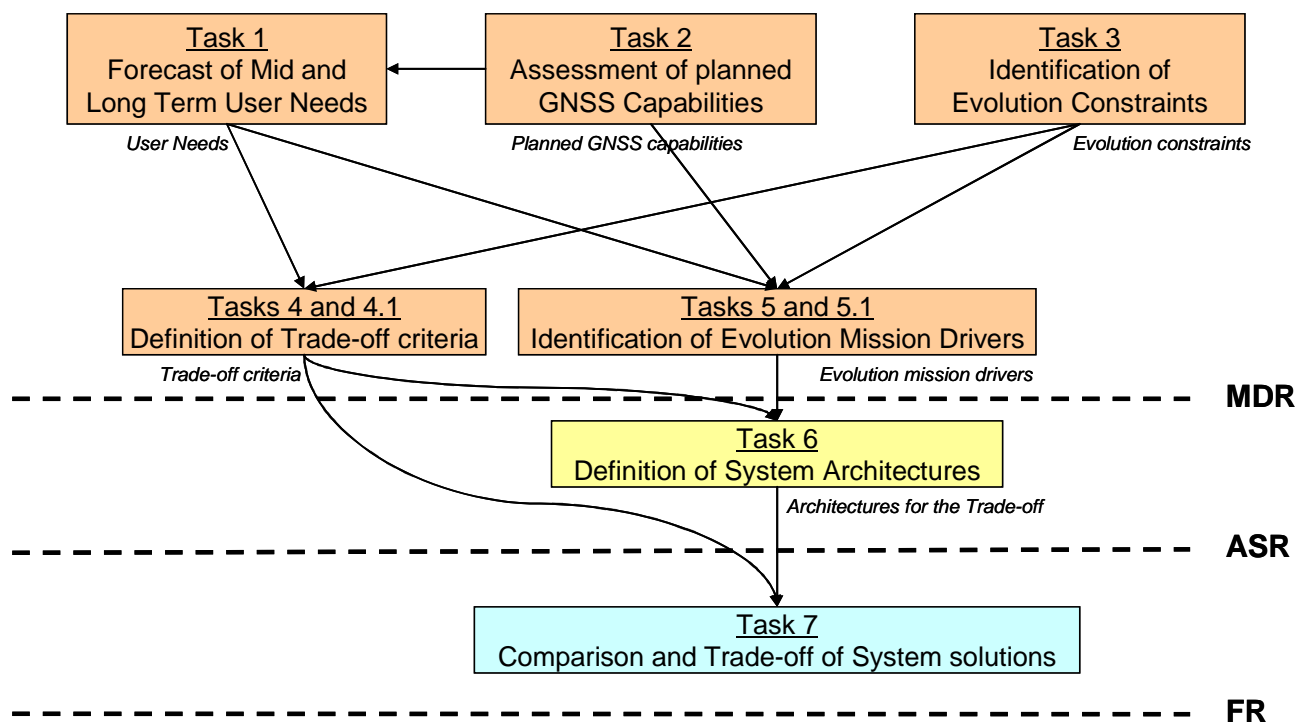 Task 1
Forecast of Mid and
Long Term User Needs
Task 2
Assessment of planned
GNSS Capabilities
Task 3
Identification of
Evolution Constraints
User Needs
Planned GNSS capabilities
Evolution constraints
Tasks 4 and 4.1
Definition of Trade-off criteria
Tasks 5 and 5.1
Identification of Evolution Mission Drivers
Trade-off criteria
Evolution mission drivers
MDR
Task 6
Definition of System Architectures
Architectures for the Trade-off
ASR
Task 7
Comparison and Trade-off of System solutions
FR